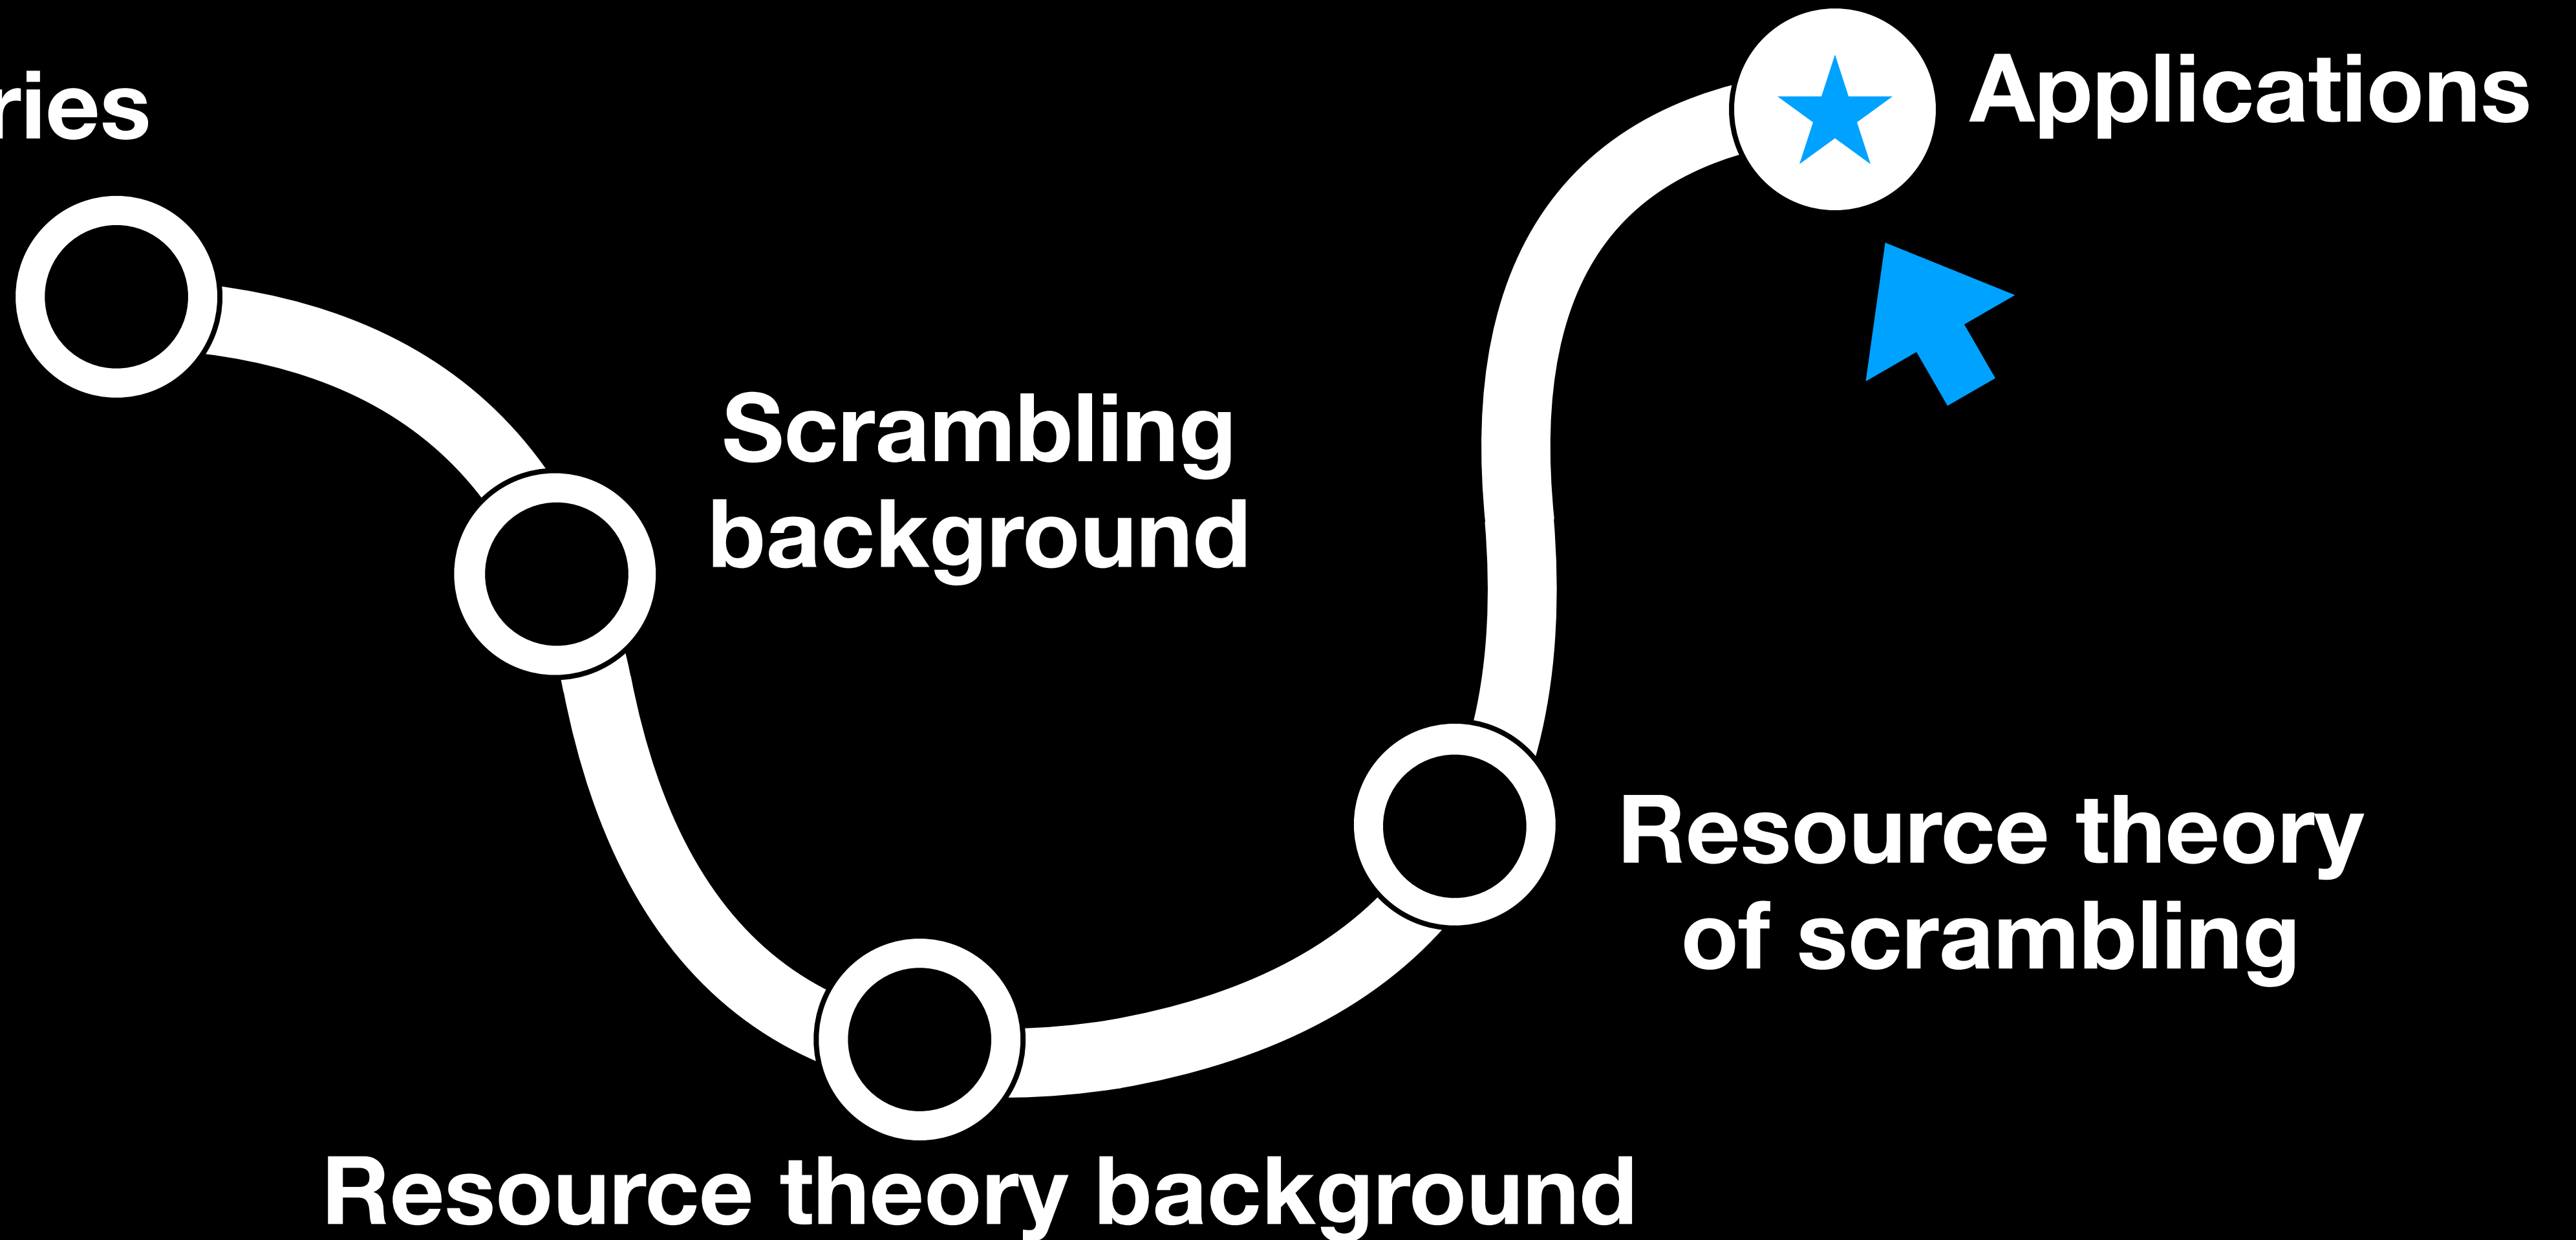 ries
Applications
Scrambling
background
Resource theory
of scrambling
Resource theory background